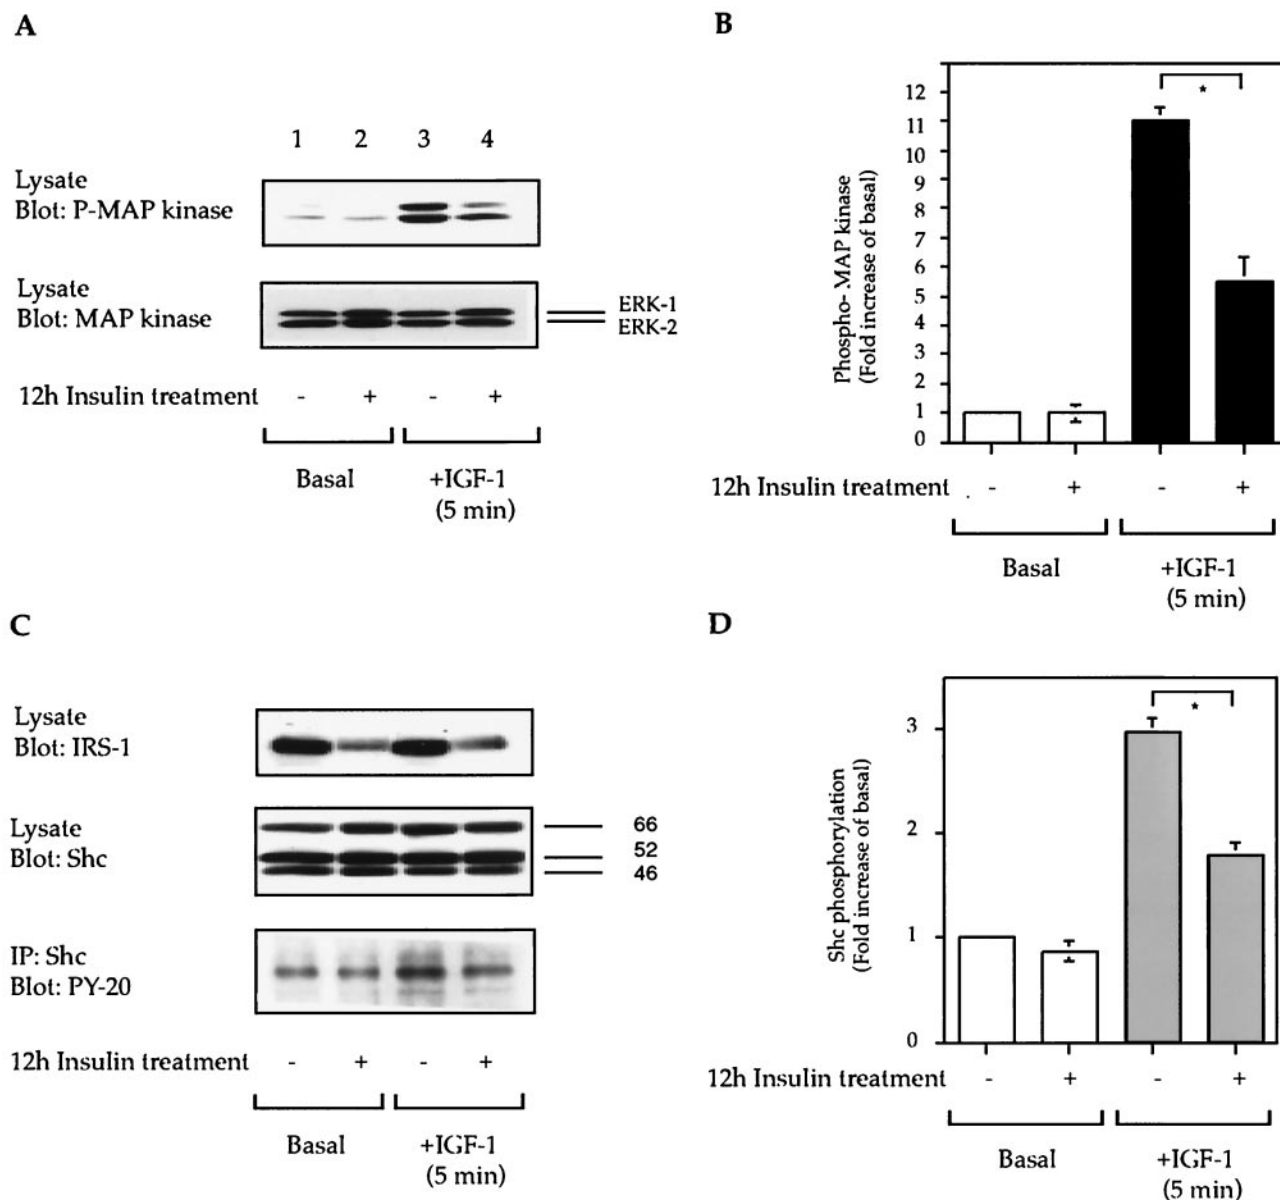 A
1 2 3 4
Lysate
Blot: P-MAP kinase
Lysate
Blot: MAP kinase
ERK-1
ERK-2
12h Insulin treatment - + - +
Basal +IGF-1
(5 min)
B
Phospho- MAP kinase
(Fold increase of basal)
12
11
10
9
8
7
6
5
4
3
2
1
0
*
12h Insulin treatment - + - +
Basal +IGF-1
(5 min)
C
Lysate
Blot: IRS-1
Lysate
Blot: Shc
66
52
46
IP: Shc
Blot: PY-20
12h Insulin treatment - + - +
Basal +IGF-1
(5 min)
D
Shc phosphorylation
(Fold increase of basal)
3
2
1
0
*
12h Insulin treatment - + - +
Basal +IGF-1
(5 min)